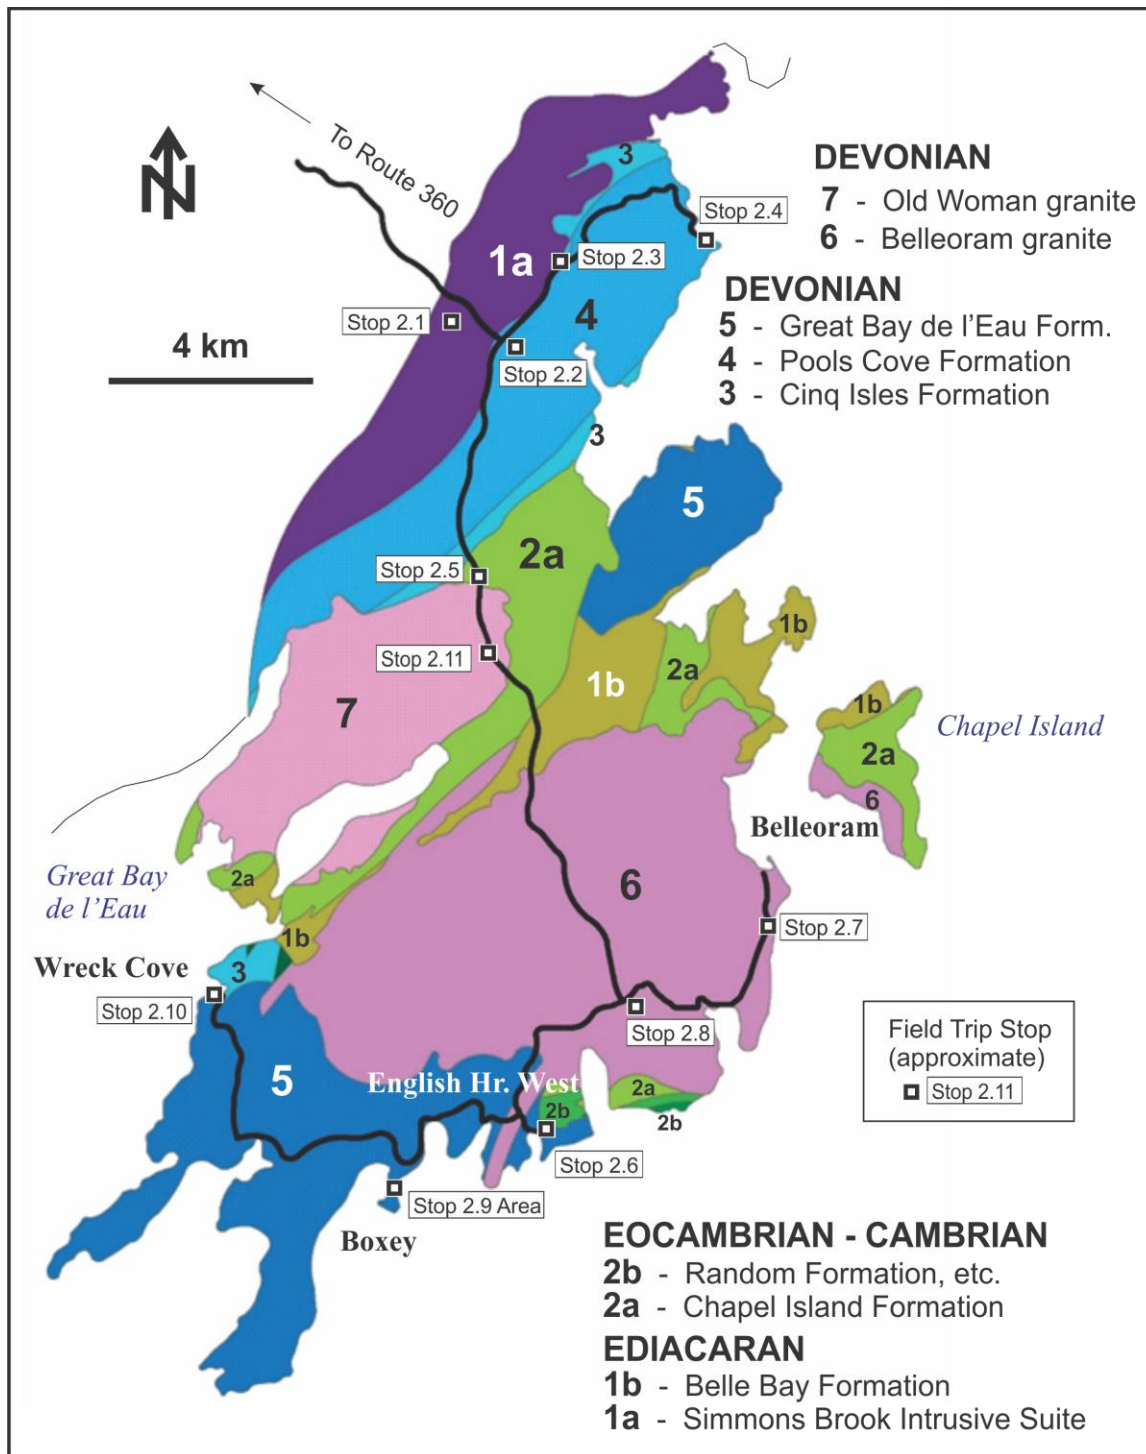 To Route 360
N
4 km
DEVONIAN
7 - Old Woman granite
6 - Belleoram granite
DEVONIAN
5 - Great Bay de l'Eau Form.
4 - Pools Cove Formation
3 - Cinq Isles Formation
3
Stop 2.4
1a
Stop 2.3
4
Stop 2.1
Stop 2.2
3
5
2a
Stop 2.5
1b
Stop 2.11
1b
2a
7
1b
Chapel Island
2a
6
Belleoram
Great Bay
de l'Eau
2a
6
1b
Stop 2.7
Wreck Cove
3
Stop 2.10
Stop 2.8
Field Trip Stop
(approximate)
Stop 2.11
5
English Hr. West
2a
2b
2b
Stop 2.6
Stop 2.9 Area
Boxey
EOCAMBRIAN - CAMBRIAN
2b - Random Formation, etc.
2a - Chapel Island Formation
EDIACARAN
1b - Belle Bay Formation
1a - Simmons Brook Intrusive Suite